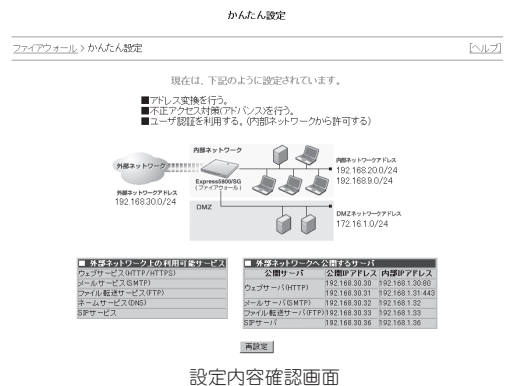 かんたん設定
ファイアウォール > かんたん設定 [ヘルプ]
現在は、下記のように設定されています。
■アドレス変換を行う。
■不正アクセス対策(アドバンス)を行う。
■ユーザ認証を利用する。(内部ネットワークから許可する)
内部ネットワーク
外部ネットワーク
Express5800/SG
(ファイアウォール)
内部ネットワークアドレス
192.168.20.0/24
192.168.9.0/24
外部ネットワークアドレス
192.168.30.0/24
DMZ
DMZネットワークアドレス
172.16.1.0/24
■ 外部ネットワーク上の利用可能サービス
ウェブサービス(HTTP/HTTPS)
メールサービス(SMTP)
ファイル転送サービス(FTP)
ネームサービス(DNS)
SIPサービス
■ 外部ネットワークへ公開するサーバ
公開サーバ 公開IPアドレス 内部IPアドレス
ウェブサーバ(HTTP) 192.168.30.30 192.168.1.30:80
192.168.30.31 192.168.1.31:443
メールサーバ(SMTP) 192.168.30.32 192.168.1.32
ファイル転送サーバ(FTP) 192.168.30.33 192.168.1.33
SIPサーバ 192.168.30.36 192.168.1.36
再設定
設定内容確認画面